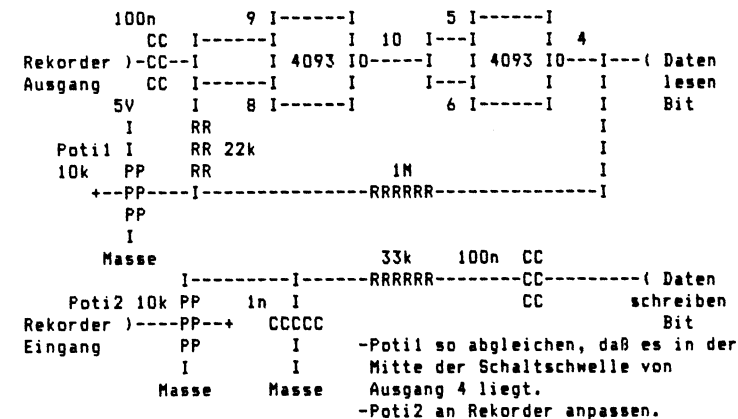 100n 9 I------I 5 I------I
CC I------I I 10 I---I I 4
Rekorder )-CC--I I 4093 IO-----I I 4093 IO---I---( Daten
Ausgang CC I------I I I---I I I lesen
5V I 8 I------I 6 I------I I Bit
I RR I
Poti1 I RR 22k I
10k PP RR 1M I
+--PP----I----------------RRRRRR----------------I
PP
I
Masse 33k 100n CC
I----------I------RRRRRR-------CC---------( Daten
Poti2 10k PP 1n I CC schreiben
Rekorder )----PP--+ CCCCC Bit
Eingang PP I -Poti1 so abgleichen, daß es in der
I I Mitte der Schaltschwelle von
Masse Masse Ausgang 4 liegt.
-Poti2 an Rekorder anpassen.